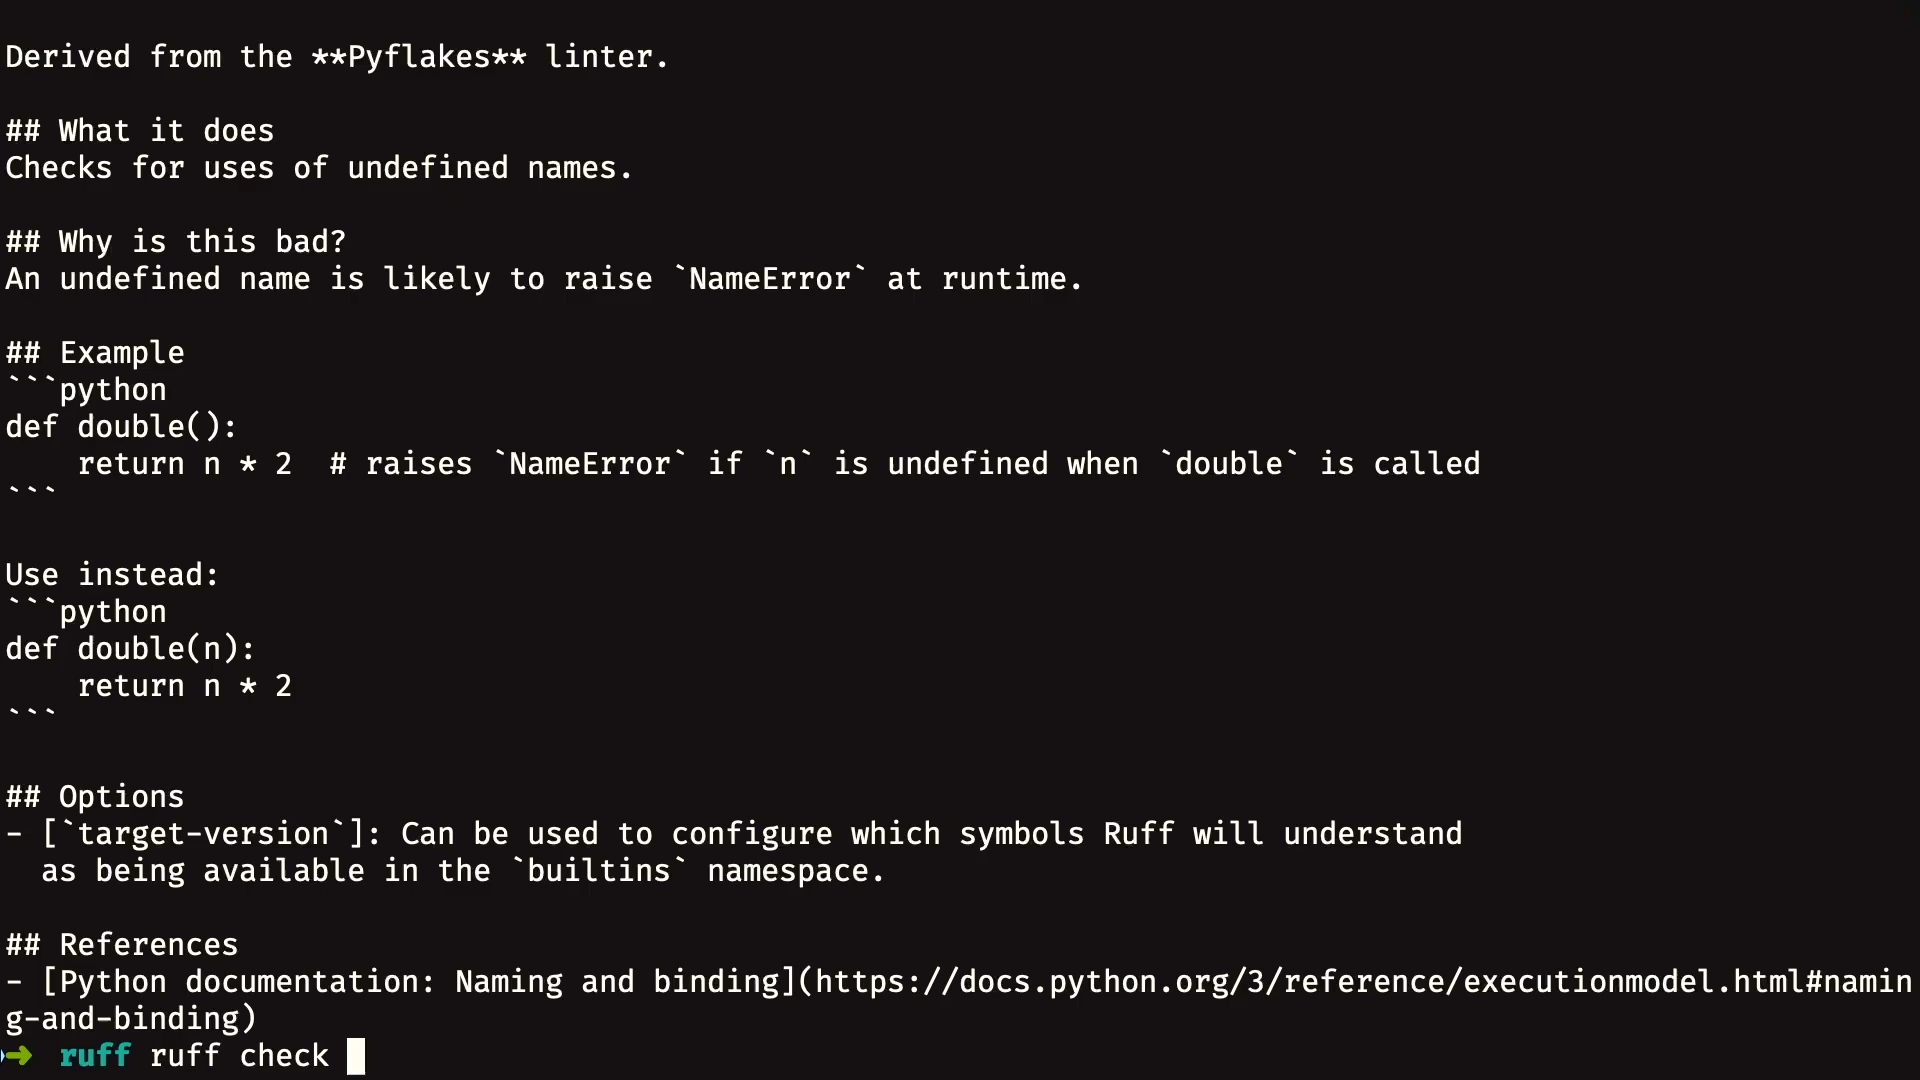 Derived from the **Pyflakes** linter.
## What it does
Checks for uses of undefined names.
## Why is this bad?
An undefined name is likely to raise `NameError` at runtime.
## Example
```python
def double():
    return n * 2  # raises `NameError` if `n` is undefined when `double` is called
```
Use instead:
```python
def double(n):
    return n * 2
```
## Options
- [`target-version`]: Can be used to configure which symbols Ruff will understand
  as being available in the `builtins` namespace.
## References
- [Python documentation: Naming and binding](https://docs.python.org/3/reference/executionmodel.html#namin
g-and-binding)
➜  ruff ruff check